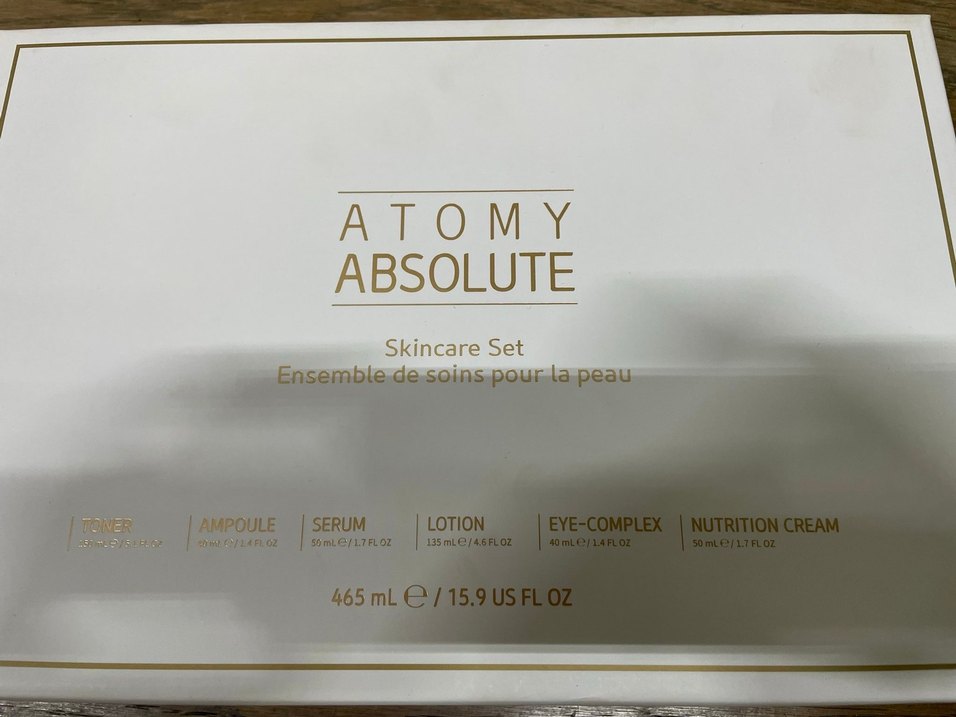 ATOMY
ABSOLUTE
Skincare Set
Ensemble de soins pour la peau
TONER AMPOULE SERUM LOTION EYE-COMPLEX NUTRITION CREAM
40 mL ℮ / 1.4 FL OZ 50 mL ℮ / 1.7 FL OZ 135 mL ℮ / 4.6 FL OZ 40 mL ℮ / 1.4 FL OZ 50 mL ℮ / 1.7 FL OZ
465 mL ℮ / 15.9 US FL OZ